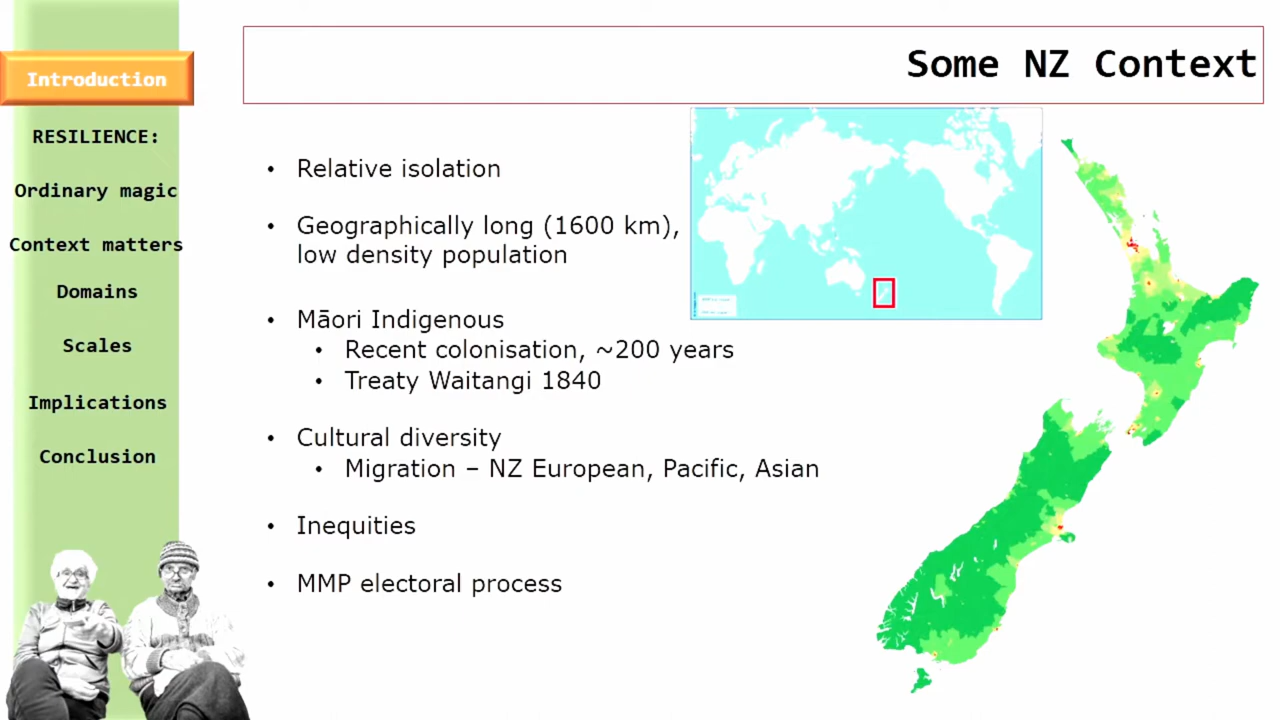 Some NZ Context
Introduction
RESILIENCE:
Ordinary magic
Context matters
Domains
Scales
Implications
Conclusion
• Relative isolation
• Geographically long (1600 km),
low density population
• Māori Indigenous
• Recent colonisation, ~200 years
• Treaty Waitangi 1840
• Cultural diversity
• Migration – NZ European, Pacific, Asian
• Inequities
• MMP electoral process